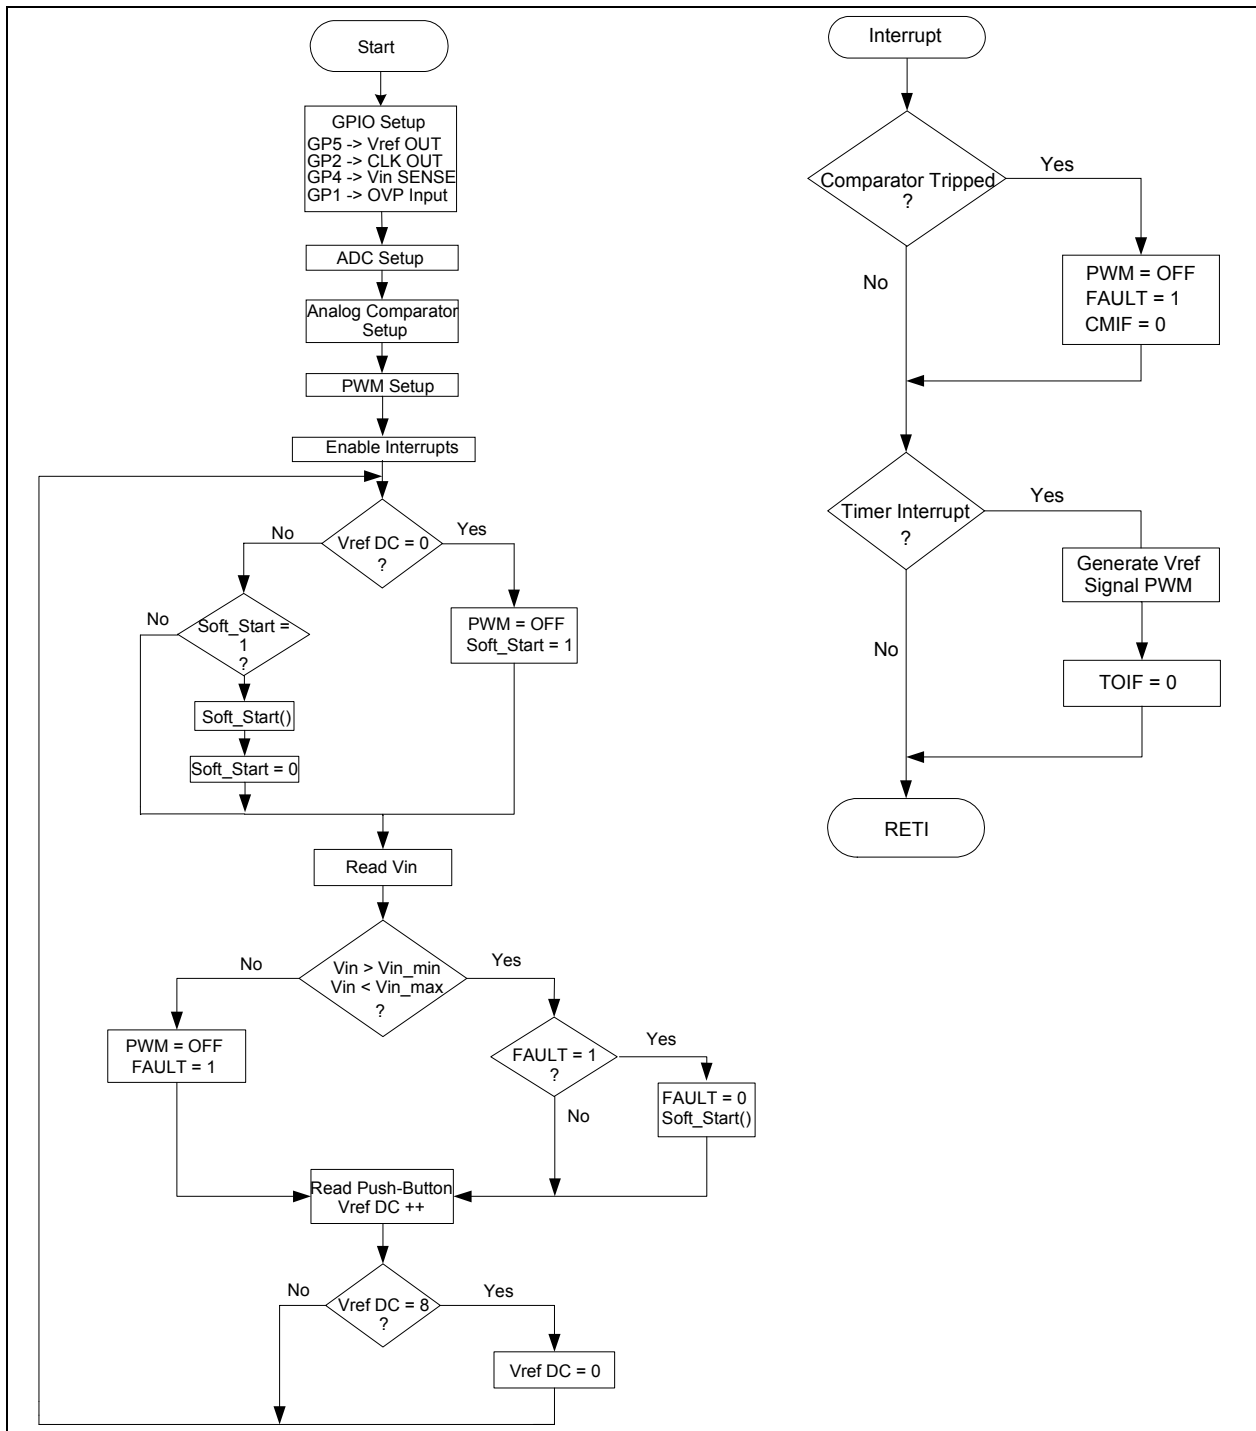 Start
GPIO Setup
GP5 -> Vref OUT
GP2 -> CLK OUT
GP4 -> Vin SENSE
GP1 -> OVP Input
ADC Setup
Analog Comparator
Setup
PWM Setup
Enable Interrupts
Vref DC = 0
?
No
Yes
Soft_Start =
1
?
No
PWM = OFF
Soft_Start = 1
Soft_Start()
Soft_Start = 0
Read Vin
Vin > Vin_min
Vin < Vin_max
?
No
Yes
PWM = OFF
FAULT = 1
FAULT = 1
?
Yes
No
FAULT = 0
Soft_Start()
Read Push-Button
Vref DC ++
Vref DC = 8
?
No
Yes
Vref DC = 0
Interrupt
Comparator Tripped
?
Yes
No
PWM = OFF
FAULT = 1
CMIF = 0
Timer Interrupt
?
Yes
No
Generate Vref
Signal PWM
TOIF = 0
RETI